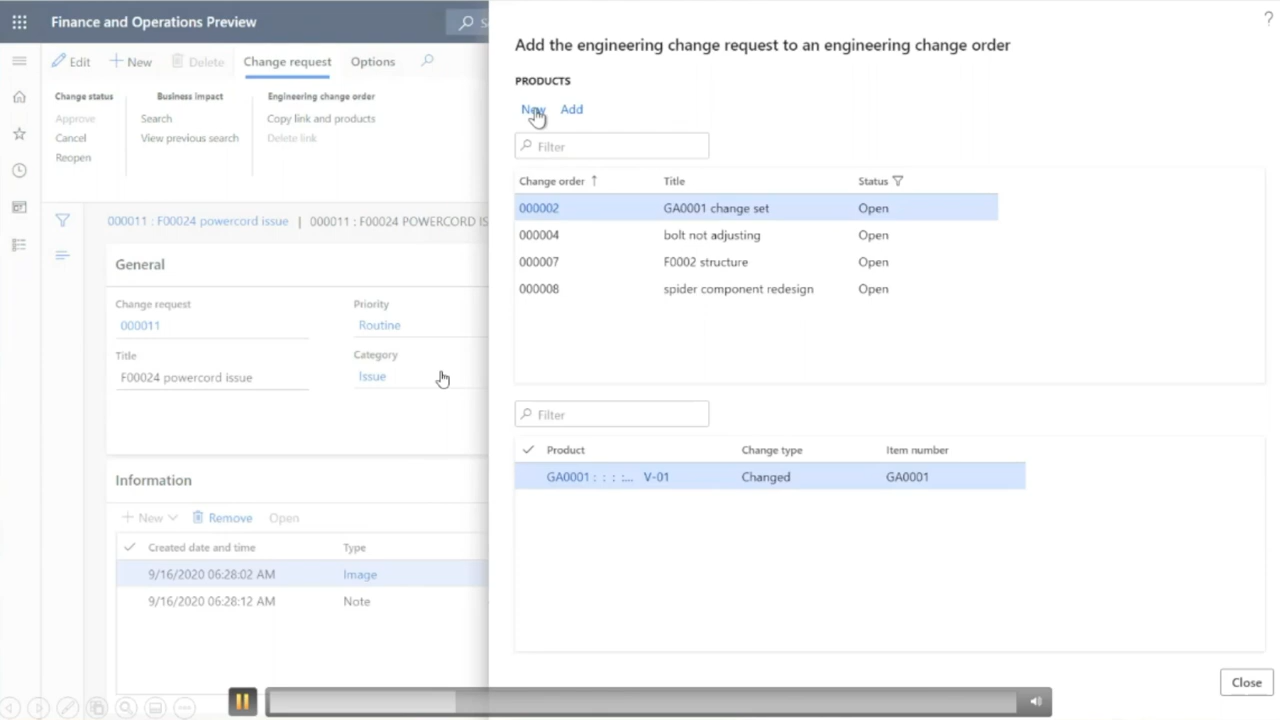 Finance and Operations Preview
?
Add the engineering change request to an engineering change order
Edit New Delete Change request Options
PRODUCTS
New Add
Change status Business impact Engineering change order
Approve Search Copy link and products
Cancel View previous search Delete link
Reopen
Filter
Change order Title Status
000002 GA0001 change set Open
000004 bolt not adjusting Open
000007 F0002 structure Open
000008 spider component redesign Open
000011 : F00024 powercord issue | 000011 : F00024 POWERCORD IS
General
Change request Priority
000011 Routine
Title Category
F00024 powercord issue Issue
Filter
Product Change type Item number
GA0001 : : : :... V-01 Changed GA0001
Information
New Remove Open
Created date and time Type
9/16/2020 06:28:02 AM Image
9/16/2020 06:28:12 AM Note
Close